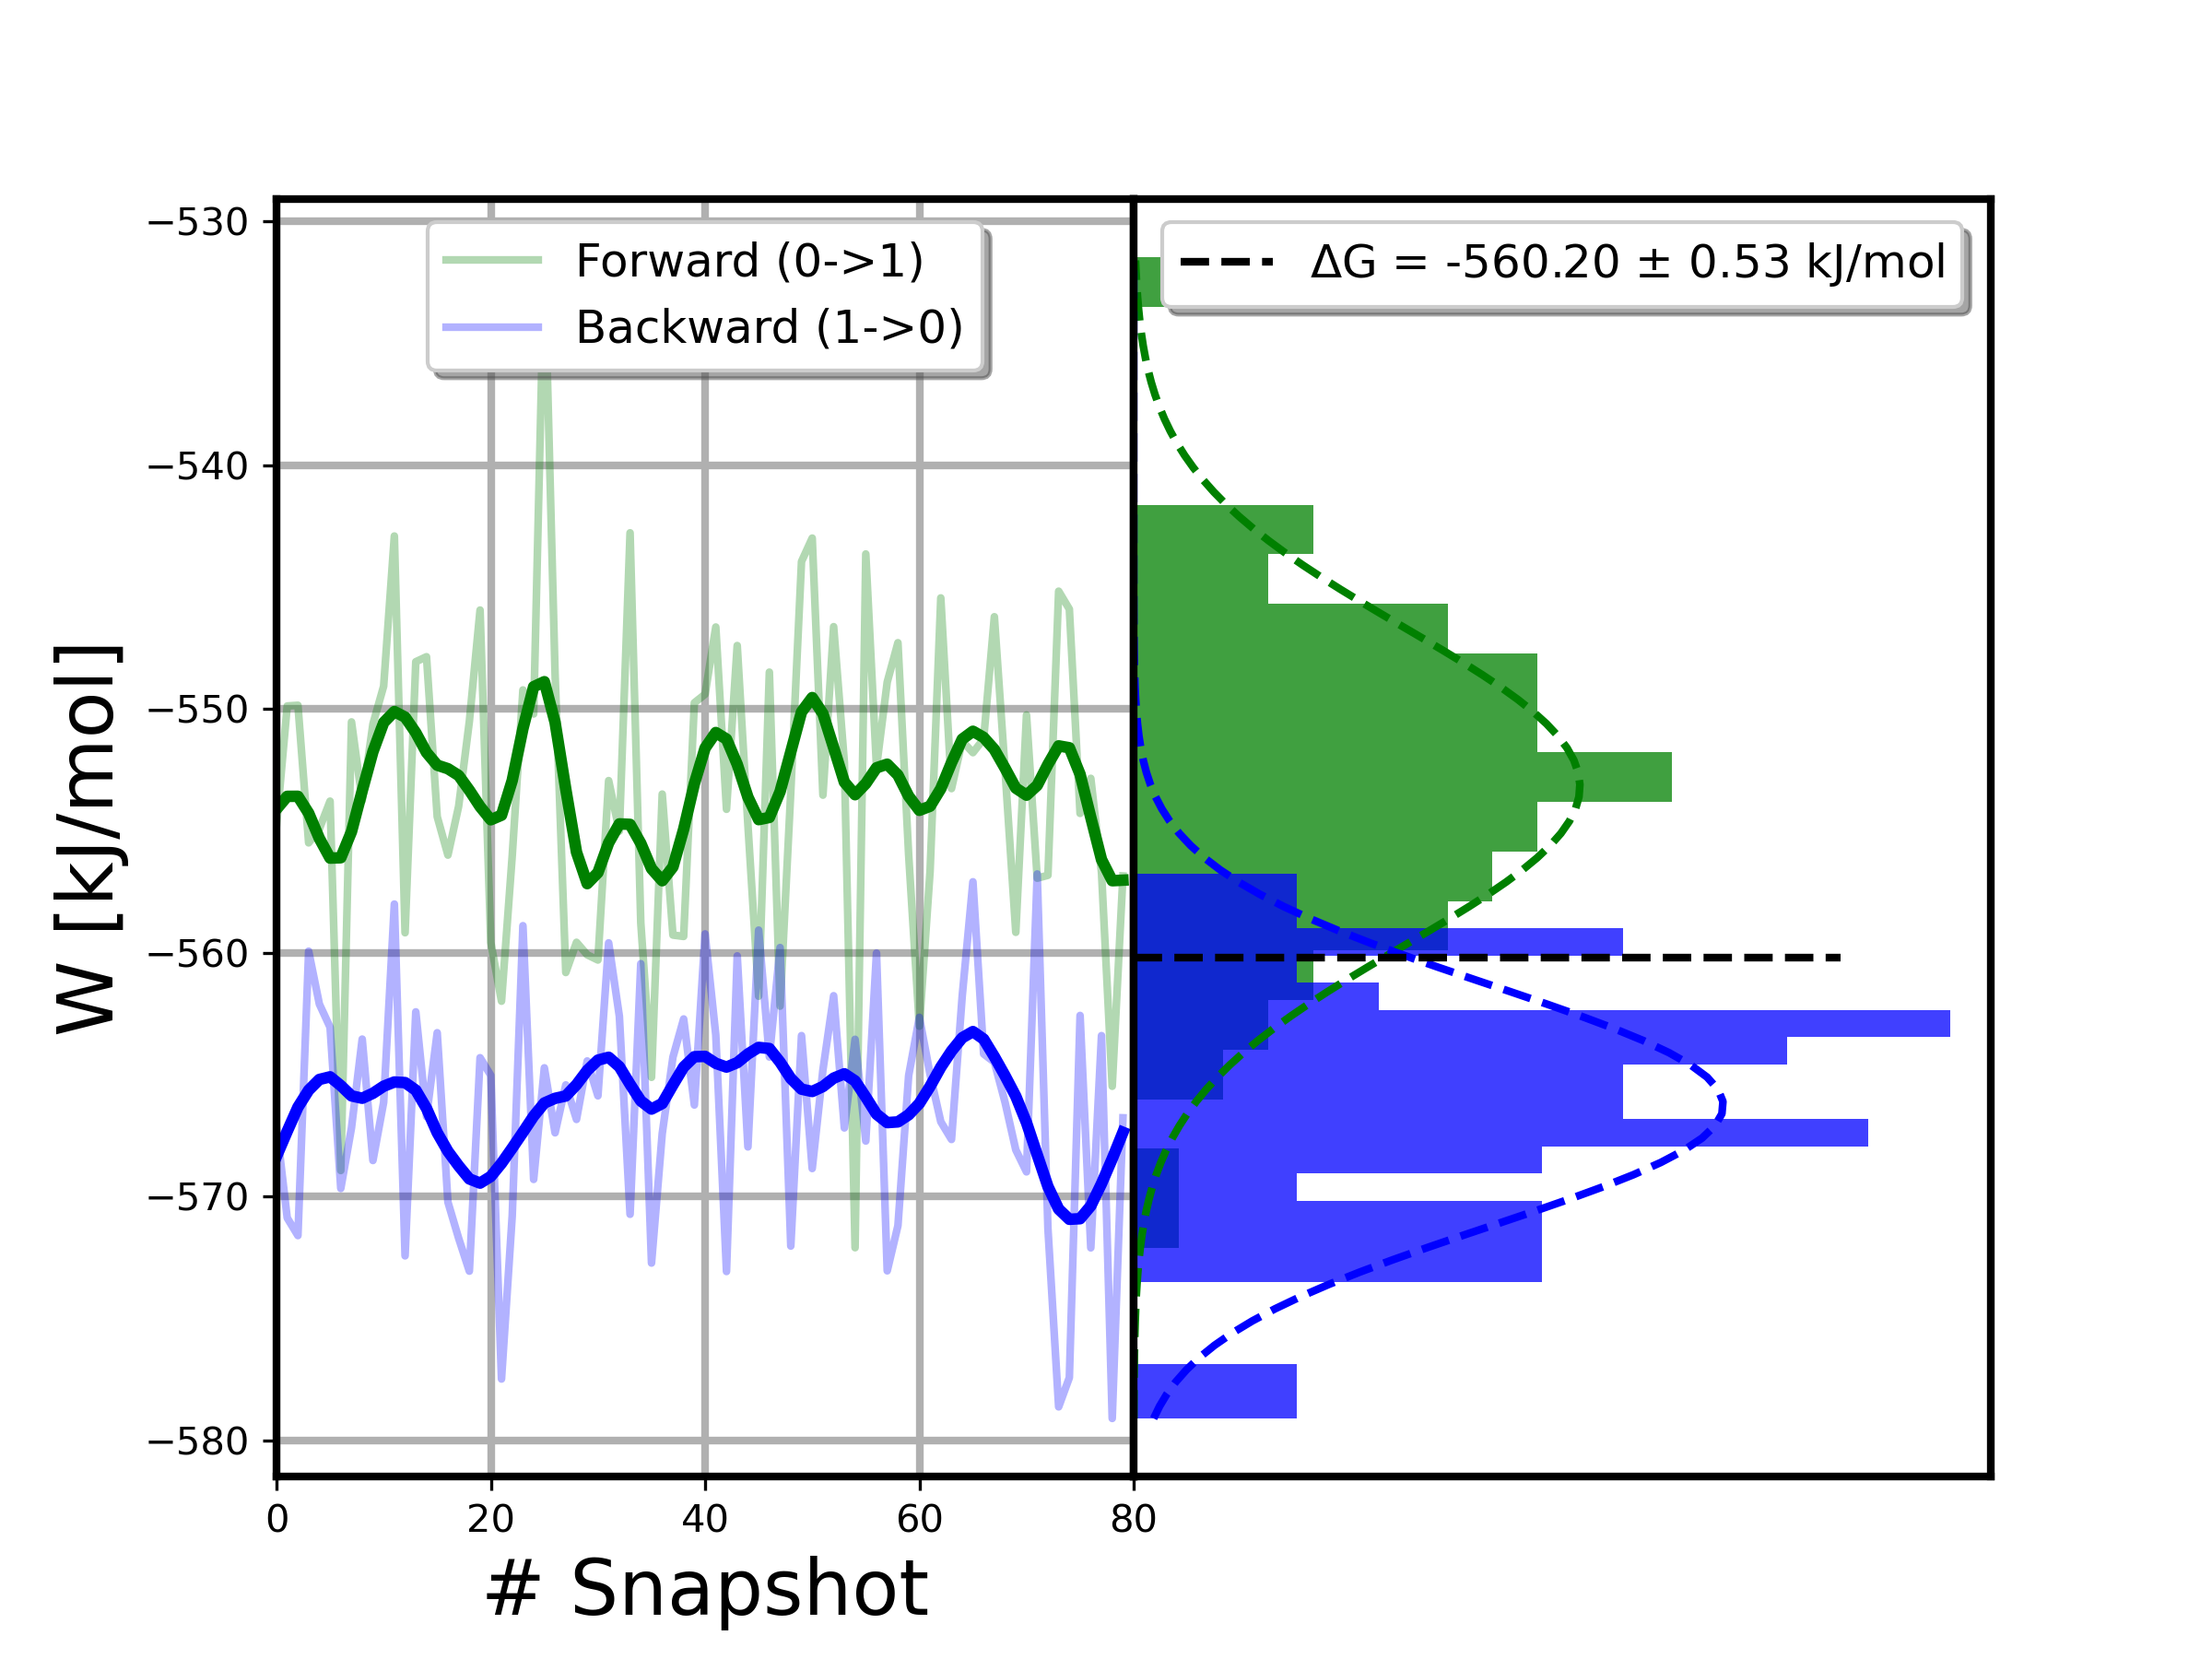 W [kJ/mol]
−530
−540
−550
−560
−570
−580
Forward (0->1)
Backward (1->0)
ΔG = -560.20 ± 0.53 kJ/mol
0 20 40 60 80
# Snapshot